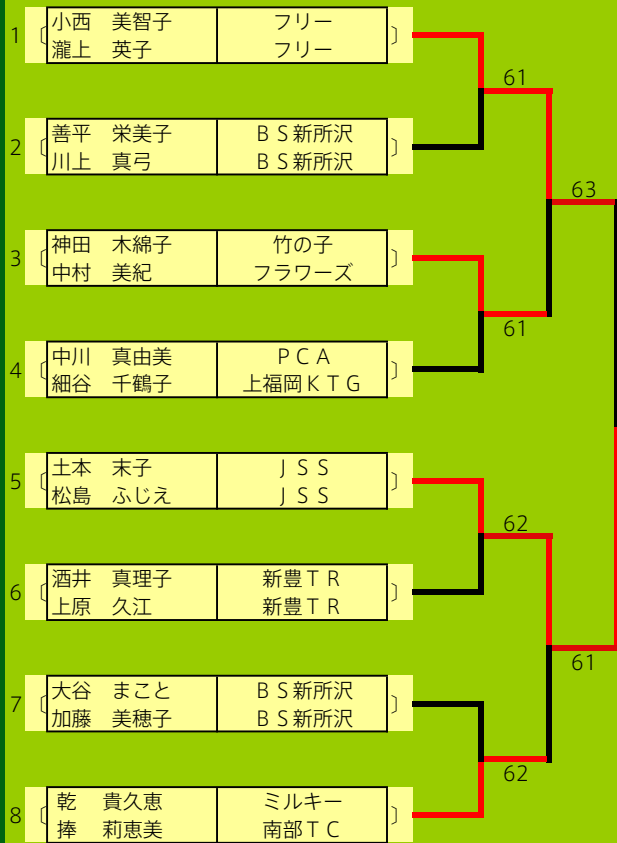 1 〔 小西 美智子 フリー 〕
瀧上 英子 フリー
61
2 〔 善平 栄美子 ＢＳ新所沢 〕
川上 真弓 ＢＳ新所沢
63
3 〔 神田 木綿子 竹の子 〕
中村 美紀 フラワーズ
61
4 〔 中川 真由美 ＰＣＡ 〕
細谷 千鶴子 上福岡ＫＴＧ
5 〔 土本 末子 ＪＳＳ 〕
松島 ふじえ ＪＳＳ
62
6 〔 酒井 真理子 新豊ＴＲ 〕
上原 久江 新豊ＴＲ
61
7 〔 大谷 まこと ＢＳ新所沢 〕
加藤 美穂子 ＢＳ新所沢
62
8 〔 乾 貴久恵 ミルキー 〕
捧 莉恵美 南部ＴＣ